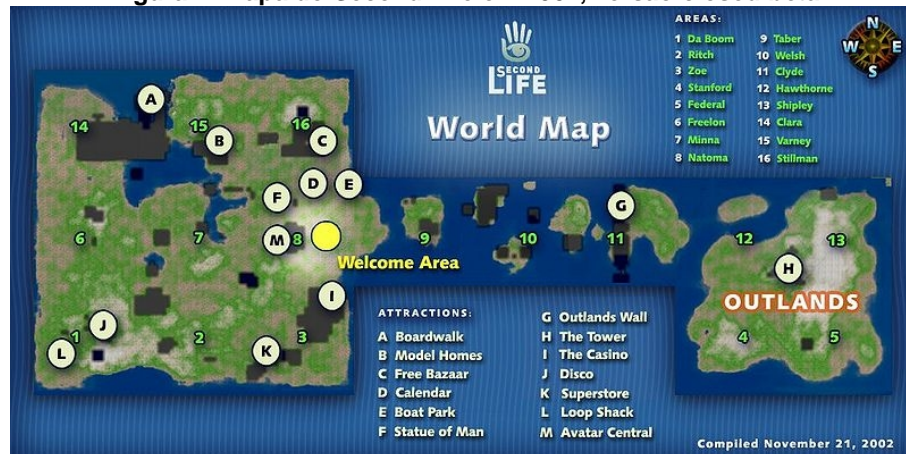 SECOND
LIFE
World Map
AREAS:
1 Da Boom
2 Ritch
3 Zoe
4 Stanford
5 Federal
6 Freelon
7 Minna
8 Natoma
9 Taber
10 Welsh
11 Clyde
12 Hawthorne
13 Shipley
14 Clara
15 Varney
16 Stillman
N
W E
S
A
14 15 16
B C
D E
F G
M 8
6 7 9 10 11 12 13
Welcome Area
H
I
OUTLANDS
J
1 2 3 4 5
L K
ATTRACTIONS:
A Boardwalk
B Model Homes
C Free Bazaar
D Calendar
E Boat Park
F Statue of Man
G Outlands Wall
H The Tower
I The Casino
J Disco
K Superstore
L Loop Shack
M Avatar Central
Compiled November 21, 2002